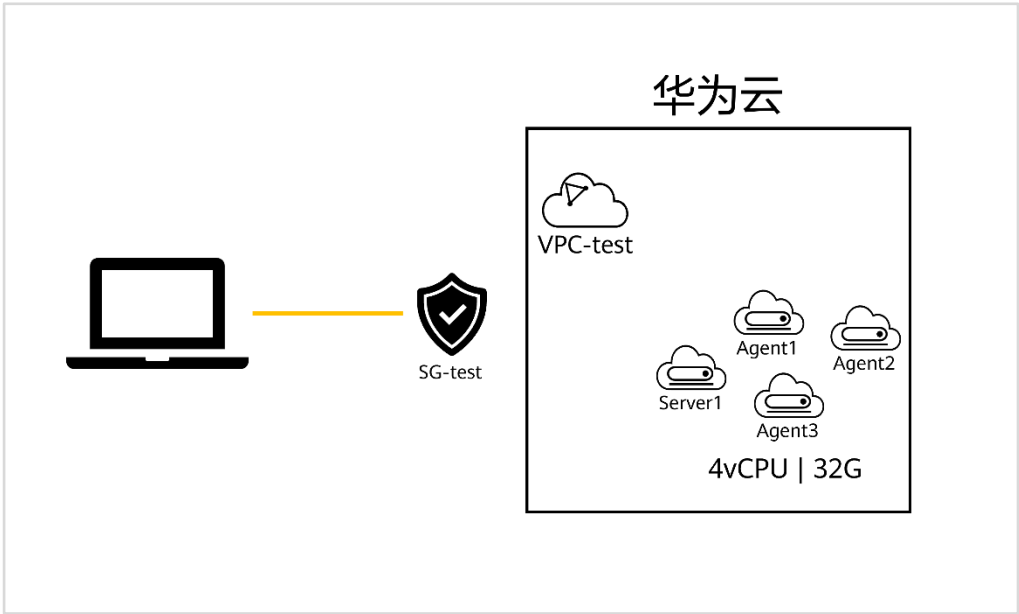 华为云
VPC-test
SG-test
Agent1
Agent2
Server1
Agent3
4vCPU | 32G